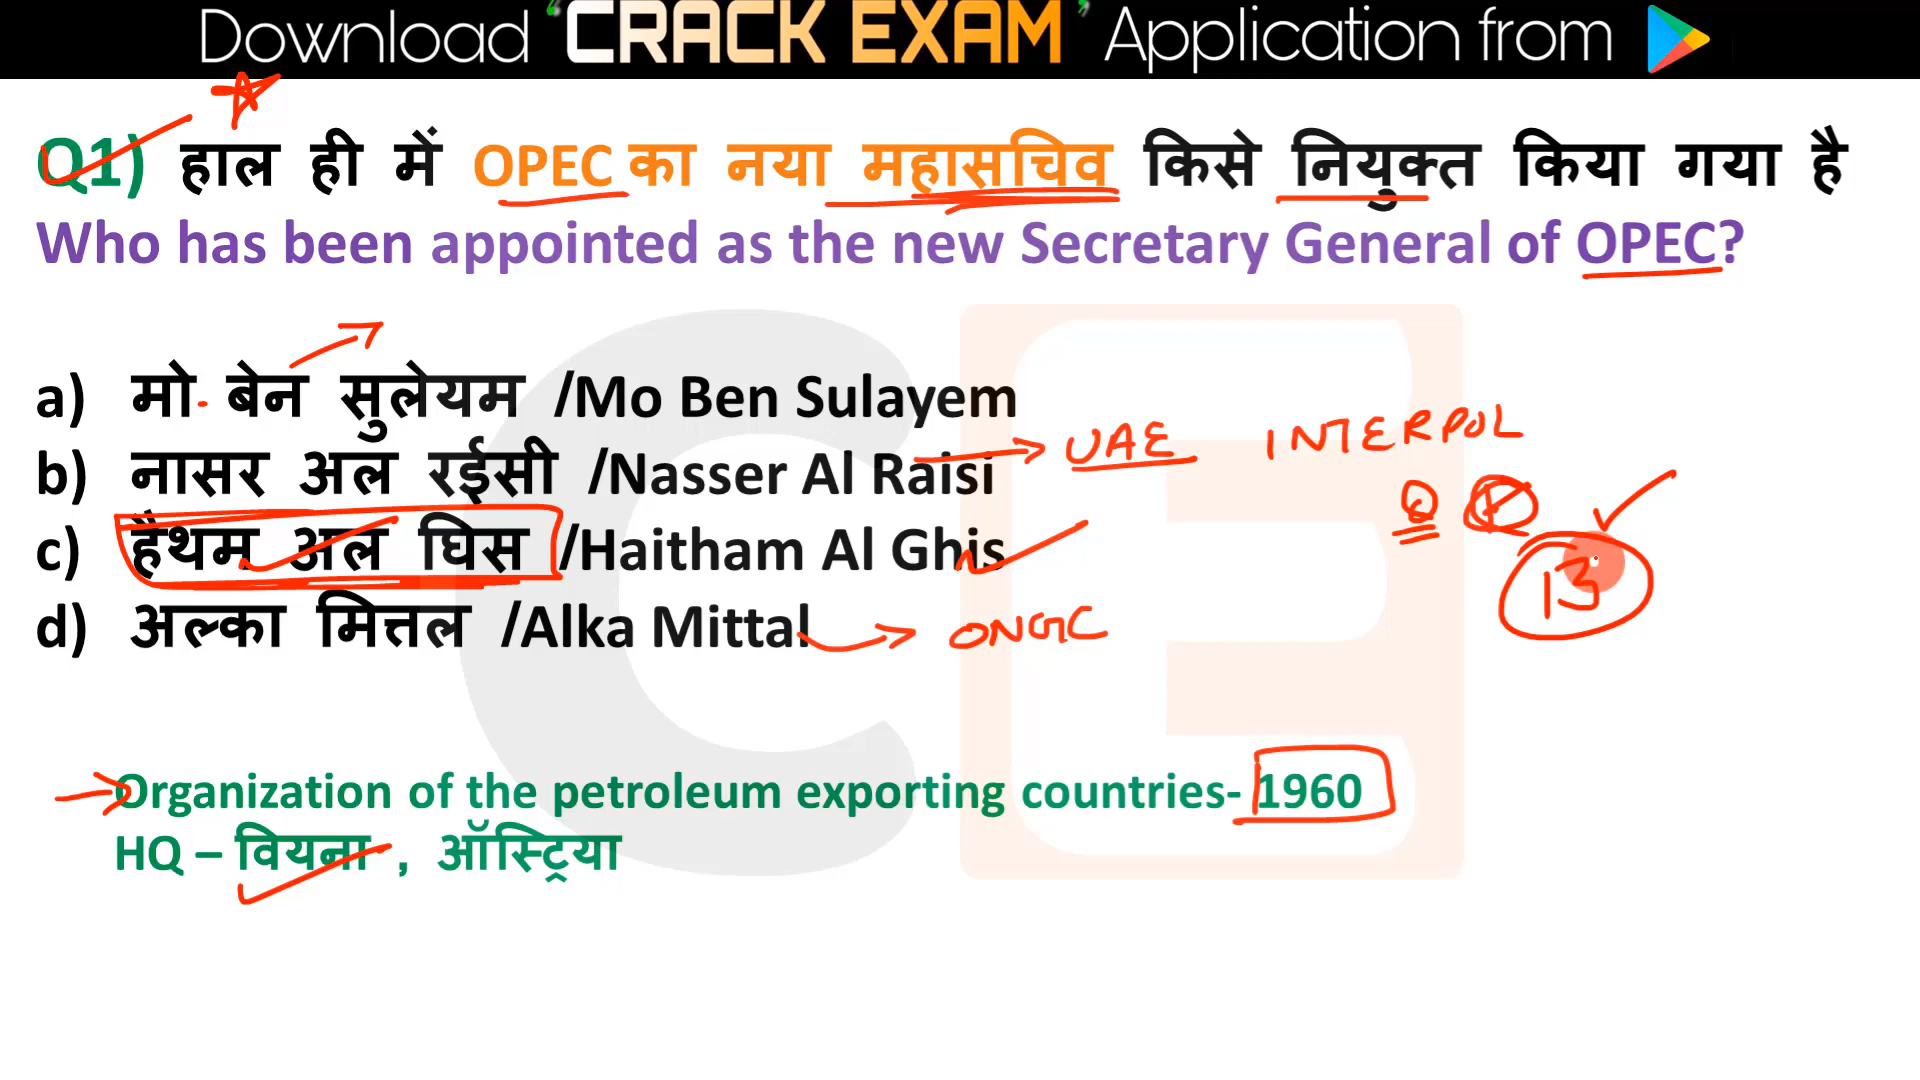 Download 'CRACK EXAM' Application from
Q1) हाल ही में OPEC का नया महासचिव किसे नियुक्त किया गया है
Who has been appointed as the new Secretary General of OPEC?
a) मो बेन सुलेयम /Mo Ben Sulayem
b) नासर अल रईसी /Nasser Al Raisi → UAE INTERPOL
c) हैथम अल घिस /Haitham Al Ghis
13
d) अल्का मित्तल /Alka Mittal → ONGC
Organization of the petroleum exporting countries- 1960
HQ – वियना , ऑस्ट्रिया
CE